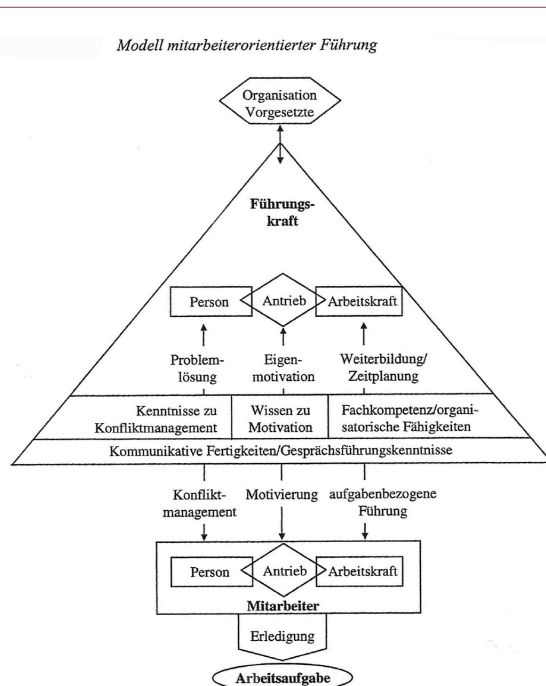 Modell mitarbeiterorientierter Führung
Organisation
Vorgesetzte
Führungs-
kraft
Person
Antrieb
Arbeitskraft
Problem-
lösung
Eigen-
motivation
Weiterbildung/
Zeitplanung
Kenntnisse zu
Konfliktmanagement
Wissen zu
Motivation
Fachkompetenz/organi-
satorische Fähigkeiten
Kommunikative Fertigkeiten/Gesprächsführungskenntnisse
Konflikt-
management
Motivierung
aufgabenbezogene
Führung
Person
Antrieb
Arbeitskraft
Mitarbeiter
Erledigung
Arbeitsaufgabe